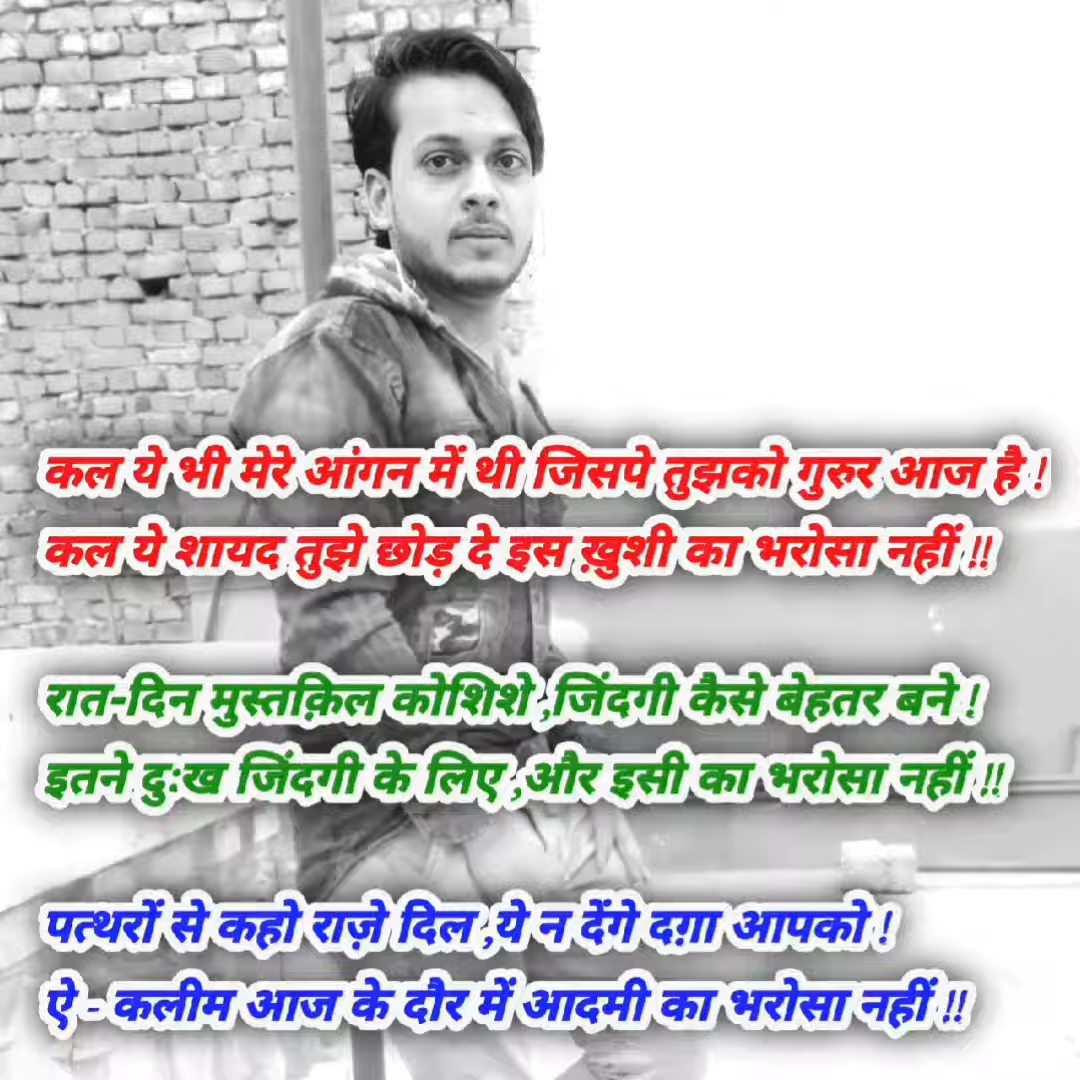 कल ये भी मेरे आंगन में थी जिसपे तुझको गुरुर आज है !
कल ये शायद तुझे छोड़ दे इस ख़ुशी का भरोसा नहीं !!
रात-दिन मुस्तक़िल कोशिशे ,जिंदगी कैसे बेहतर बने !
इतने दु:ख जिंदगी के लिए ,और इसी का भरोसा नहीं !!
पत्थरों से कहो राज़े दिल ,ये न देंगे दग़ा आपको !
ऐ - कलीम आज के दौर में आदमी का भरोसा नहीं !!